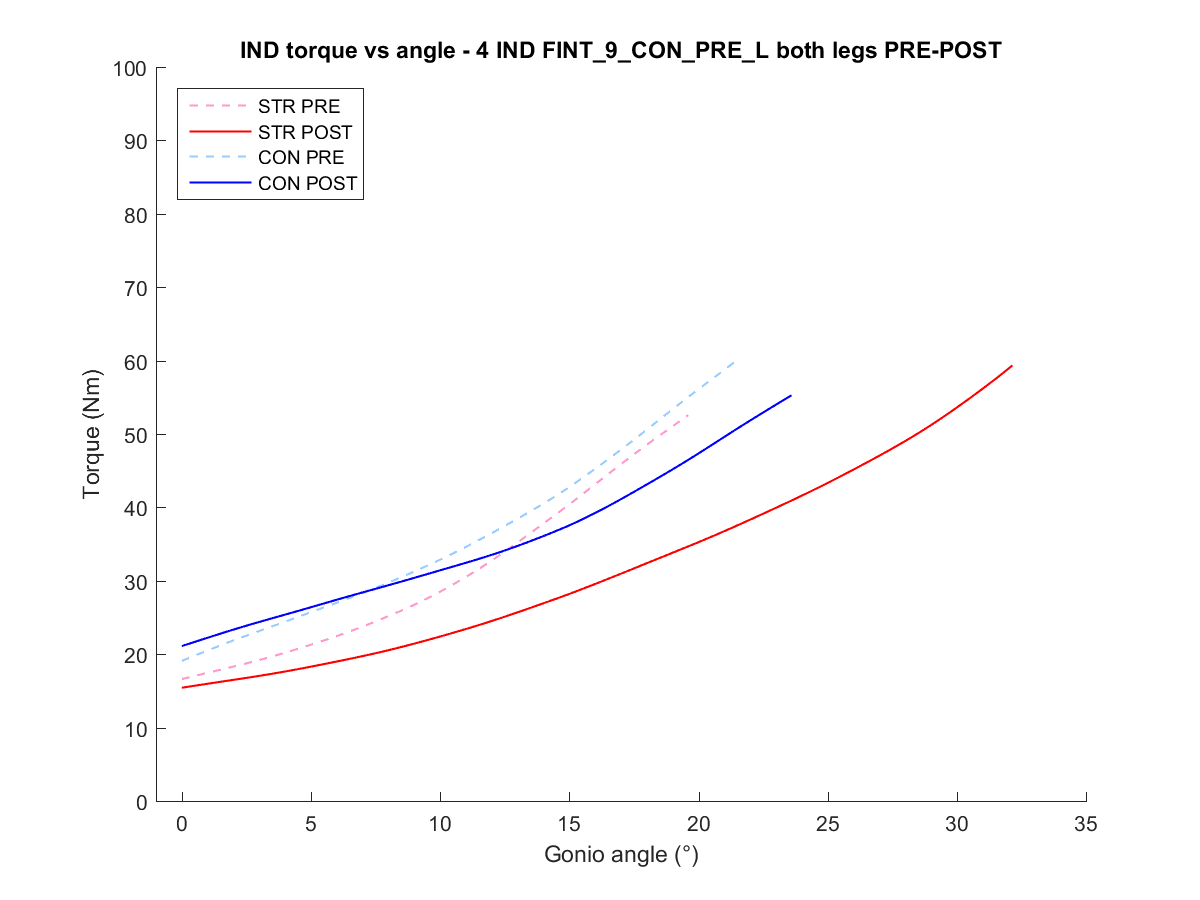 IND torque vs angle - 4 IND FINT_9_CON_PRE_L both legs PRE-POST
100
90
80
70
60
50
40
30
20
10
0
STR PRE
STR POST
CON PRE
CON POST
Torque (Nm)
0 5 10 15 20 25 30 35
Gonio angle (°)